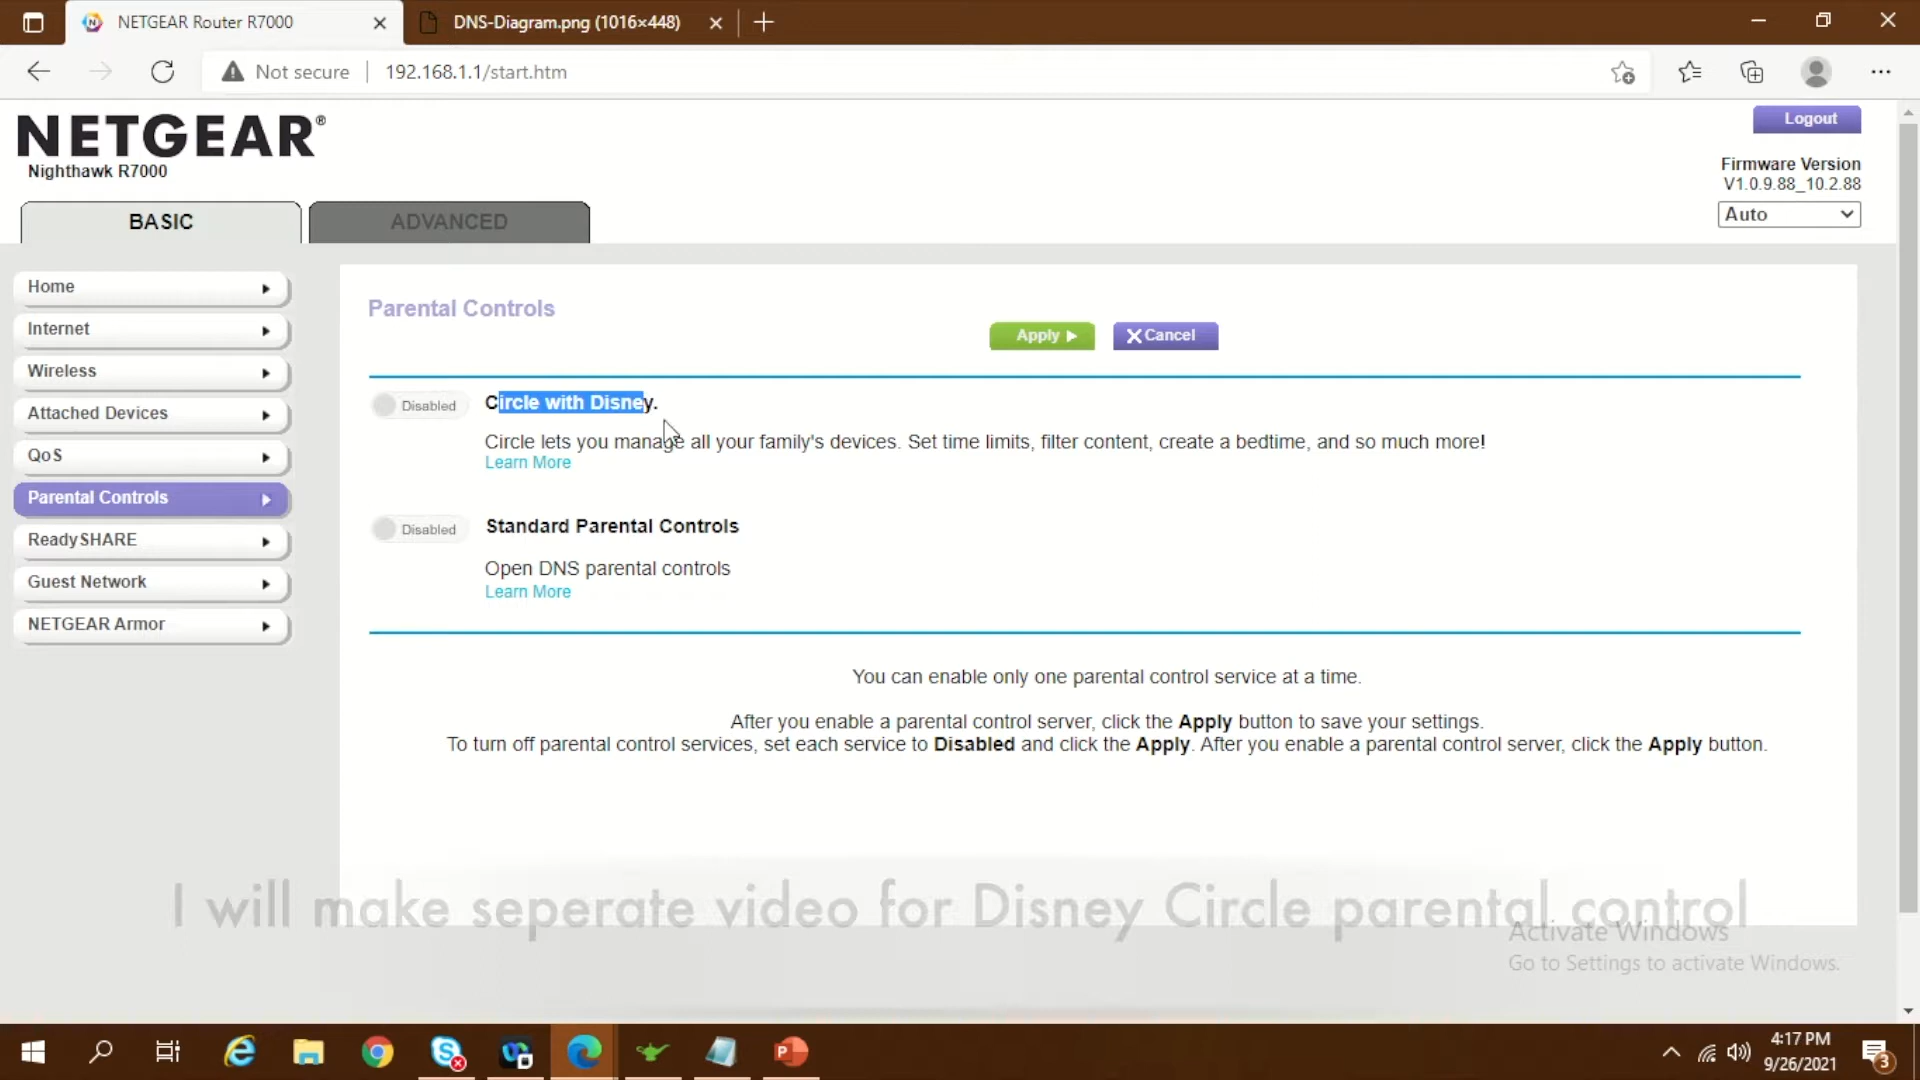 NETGEAR Router R7000
DNS-Diagram.png (1016×448)
Not secure
192.168.1.1/start.htm
NETGEAR®
Nighthawk R7000
Logout
Firmware Version
V1.0.9.88_10.2.88
Auto
BASIC
ADVANCED
Home
Internet
Wireless
Attached Devices
QoS
Parental Controls
ReadySHARE
Guest Network
NETGEAR Armor
Parental Controls
Apply
Cancel
Disabled
Circle with Disney.
Circle lets you manage all your family's devices. Set time limits, filter content, create a bedtime, and so much more!
Learn More
Disabled
Standard Parental Controls
Open DNS parental controls
Learn More
You can enable only one parental control service at a time.
After you enable a parental control server, click the Apply button to save your settings.
To turn off parental control services, set each service to Disabled and click the Apply. After you enable a parental control server, click the Apply button.
I will make seperate video for Disney Circle parental control
Activate Windows
Go to Settings to activate Windows.
4:17 PM
9/26/2021
3